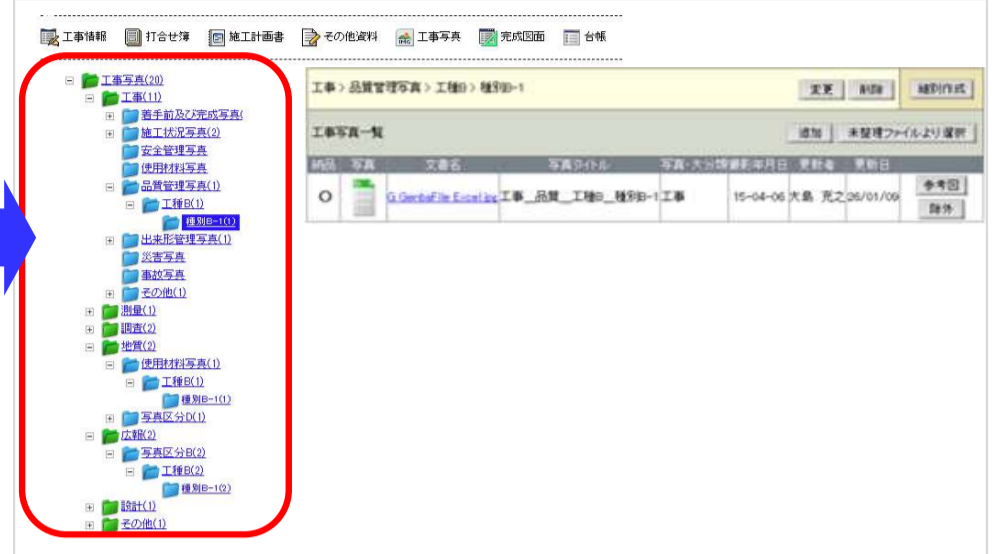 工事情報 打合せ簿 施工計画書 その他資料 工事写真 完成図面 台帳
工事写真(20)
工事(11)
着手前及び完成写真(
施工状況写真(2)
安全管理写真
使用材料写真
品質管理写真(1)
工種B(1)
種別B-1(1)
出来形管理写真(1)
災害写真
事故写真
その他(1)
測量(1)
調査(2)
地質(2)
使用材料写真(1)
工種B(1)
種別B-1(1)
写真区分D(1)
広報(2)
写真区分B(2)
工種B(2)
種別B-1(2)
設計(1)
その他(1)
工事 > 品質管理写真 > 工種B > 種別B-1 変更 削除 種別作成
工事写真一覧 追加 未整理ファイルより選択
納品 写真 文書名 写真タイトル 写真-大分類 撮影年月日 更新者 更新日
O 工事__品質__工種B__種別B-1 工事 15-04-06 大島 充之 26/01/09
参考図
除外